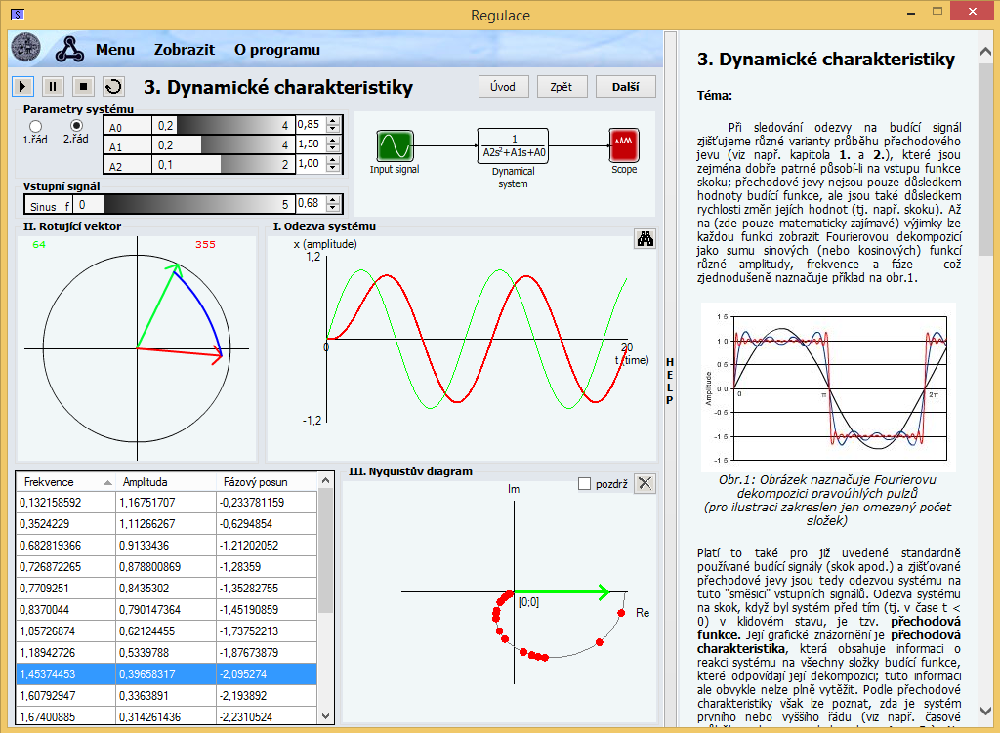 Regulace
Menu Zobrazit O programu
3. Dynamické charakteristiky
Úvod Zpět Další
Parametry systému
1.řád 2.řád
A0 0,2 4 0,85
A1 0,2 4 1,50
A2 0,1 2 1,00
Vstupní signál
Sinus f 0 5 0,68
Input signal
1
A2s²+A1s+A0
Dynamical
system
Scope
II. Rotující vektor
64 355
I. Odezva systému
x (amplitude)
1,2
0
20
t (time)
-1,2
Frekvence Amplituda Fázový posun
0,132158592 1,16751707 -0,233781159
0,3524229 1,11266267 -0,6294854
0,682819366 0,9133436 -1,21202052
0,726872265 0,878800869 -1,28359
0,7709251 0,8435302 -1,35282755
0,8370044 0,790147364 -1,45190859
1,05726874 0,62124455 -1,73752213
1,18942726 0,5339788 -1,87673879
1,45374453 0,39658317 -2,095274
1,60792947 0,3363891 -2,193892
1,67400885 0,314261436 -2,2310524
III. Nyquistův diagram
pozdrž
Im
[0;0]
Re
H
E
L
P
3. Dynamické charakteristiky
Téma:
Při sledování odezvy na budící signál
zjišťujeme různé varianty průběhu přechodového
jevu (viz např. kapitola 1. a 2.), které jsou
zejména dobře patrné působí-li na vstupu funkce
skoku; přechodové jevy nejsou pouze důsledkem
hodnoty budící funkce, ale jsou také důsledkem
rychlosti změn jejích hodnot (tj. např. skoku). Až
na (zde pouze matematicky zajímavé) výjimky lze
každou funkci zobrazit Fourierovou dekompozicí
jako sumu sinových (nebo kosinových) funkcí
různé amplitudy, frekvence a fáze - což
zjednodušeně naznačuje příklad na obr.1.
1 5
1 0
0 5
0 0
-0 5
-1 5
-1 5
Amplitude
0 π 2π
Obr.1: Obrázek naznačuje Fourierovu
dekompozici pravoúhlých pulzů
(pro ilustraci zakreslen jen omezený počet
složek)
Platí to také pro již uvedené standardně
používané budící signály (skok apod.) a zjišťované
přechodové jevy jsou tedy odezvou systému na
tuto "směsici" vstupních signálů. Odezva systému
na skok, když byl systém před tím (tj. v čase t <
0) v klidovém stavu, je tzv. přechodová
funkce. Její grafické znázornění je přechodová
charakteristika, která obsahuje informaci o
reakci systému na všechny složky budící funkce,
které odpovídají její dekompozici; tuto informaci
ale obvykle nelze plně vytěžit. Podle přechodové
charakteristiky však lze poznat, zda je systém
prvního nebo vyššího řádu (viz např. časové